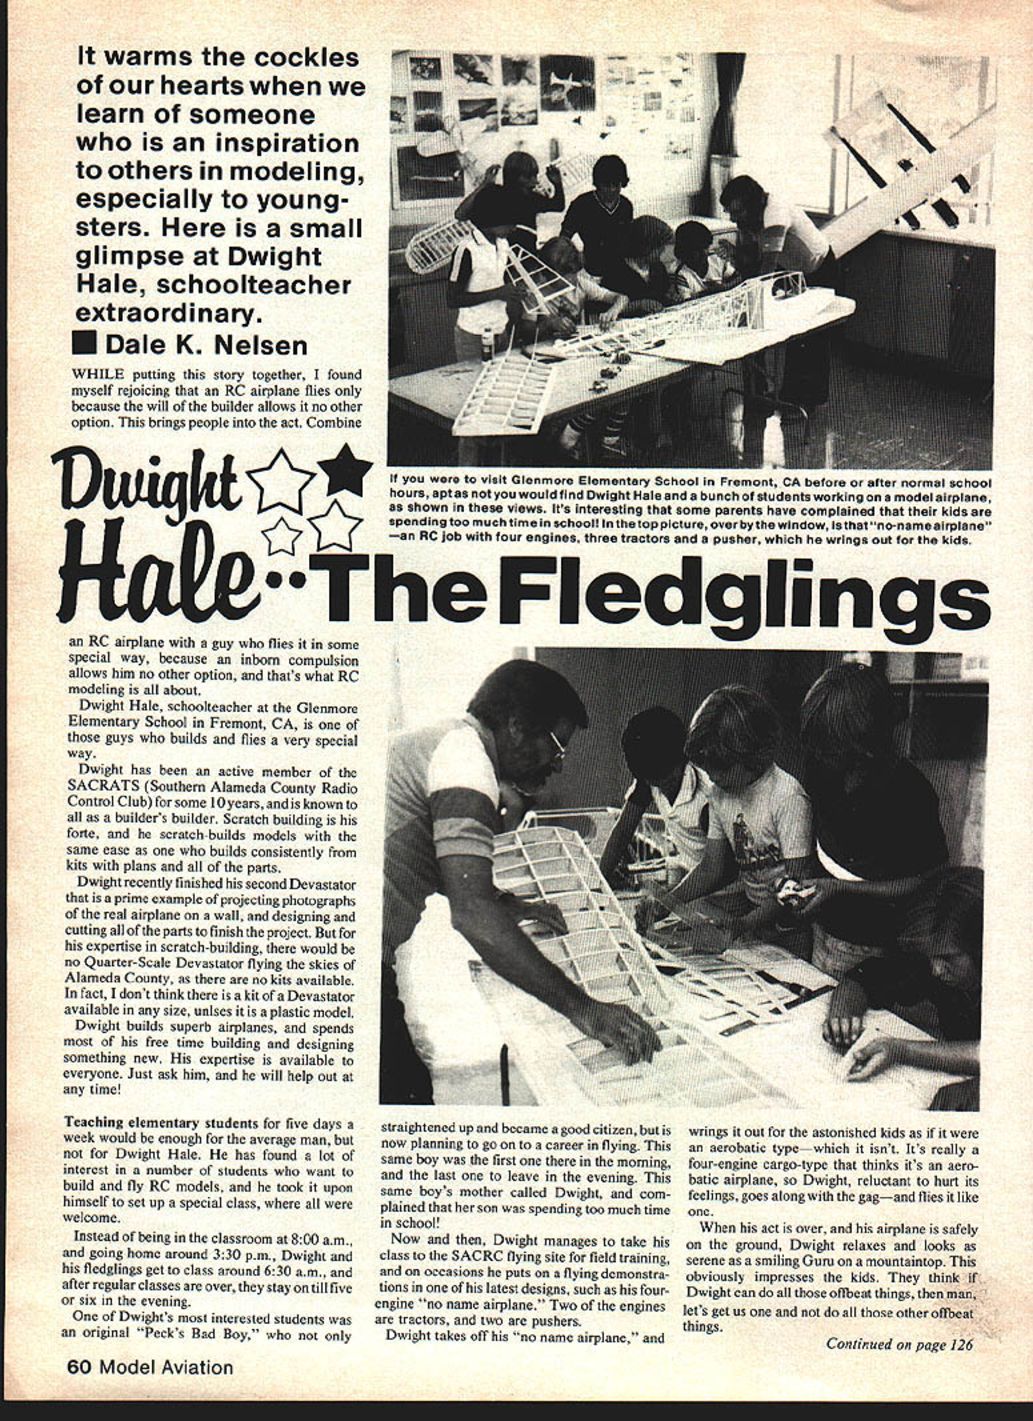 It warms the cockles
of our hearts when we
learn of someone
who is an inspiration
to others in modeling,
especially to young-
sters. Here is a small
glimpse at Dwight
Hale, schoolteacher
extraordinary.
■ Dale K. Nelsen
WHILE putting this story together, I found
myself rejoicing that an RC airplane flies only
because the will of the builder allows it no other
option. This brings people into the act. Combine
If you were to visit Glenmore Elementary School in Fremont, CA before or after normal school
hours, apt as not you would find Dwight Hale and a bunch of students working on a model airplane,
as shown in these views. It's interesting that some parents have complained that their kids are
spending too much time in school! In the top picture, over by the window, is that "no-name airplane"
—an RC job with four engines, three tractors and a pusher, which he wrings out for the kids.
Dwight
Hale..The Fledglings
an RC airplane with a guy who flies it in some
special way, because an inborn compulsion
allows him no other option, and that's what RC
modeling is all about.
Dwight Hale, schoolteacher at the Glenmore
Elementary School in Fremont, CA, is one of
those guys who builds and flies a very special
way.
Dwight has been an active member of the
SACRATS (Southern Alameda County Radio
Control Club) for some 10 years, and is known to
all as a builder's builder. Scratch building is his
forte, and he scratch-builds models with the
same ease as one who builds consistently from
kits with plans and all of the parts.
Dwight recently finished his second Devastator
that is a prime example of projecting photographs
of the real airplane on a wall, and designing and
cutting all of the parts to finish the project. But for
his expertise in scratch-building, there would be
no Quarter-Scale Devastator flying the skies of
Alameda County, as there are no kits available.
In fact, I don't think there is a kit of a Devastator
available in any size, unlses it is a plastic model.
Dwight builds superb airplanes, and spends
most of his free time building and designing
something new. His expertise is available to
everyone. Just ask him, and he will help out at
any time!
Teaching elementary students for five days a
week would be enough for the average man, but
not for Dwight Hale. He has found a lot of
interest in a number of students who want to
build and fly RC models, and he took it upon
himself to set up a special class, where all were
welcome.
Instead of being in the classroom at 8:00 a.m.,
and going home around 3:30 p.m., Dwight and
his fledglings get to class around 6:30 a.m., and
after regular classes are over, they stay on till five
or six in the evening.
One of Dwight's most interested students was
an original "Peck's Bad Boy," who not only
straightened up and became a good citizen, but is
now planning to go on to a career in flying. This
same boy was the first one there in the morning,
and the last one to leave in the evening. This
same boy's mother called Dwight, and com-
plained that her son was spending too much time
in school!
Now and then, Dwight manages to take his
class to the SACRC flying site for field training,
and on occasions he puts on a flying demonstra-
tions in one of his latest designs, such as his four-
engine "no name airplane." Two of the engines
are tractors, and two are pushers.
Dwight takes off his "no name airplane," and
wrings it out for the astonished kids as if it were
an aerobatic type—which it isn't. It's really a
four-engine cargo-type that thinks it's an aero-
batic airplane, so Dwight, reluctant to hurt its
feelings, goes along with the gag—and flies it like
one.
When his act is over, and his airplane is safely
on the ground, Dwight relaxes and looks as
serene as a smiling Guru on a mountaintop. This
obviously impresses the kids. They think if
Dwight can do all those offbeat things, then man,
let's get us one and not do all those other offbeat
things.
Continued on page 126
60 Model Aviation